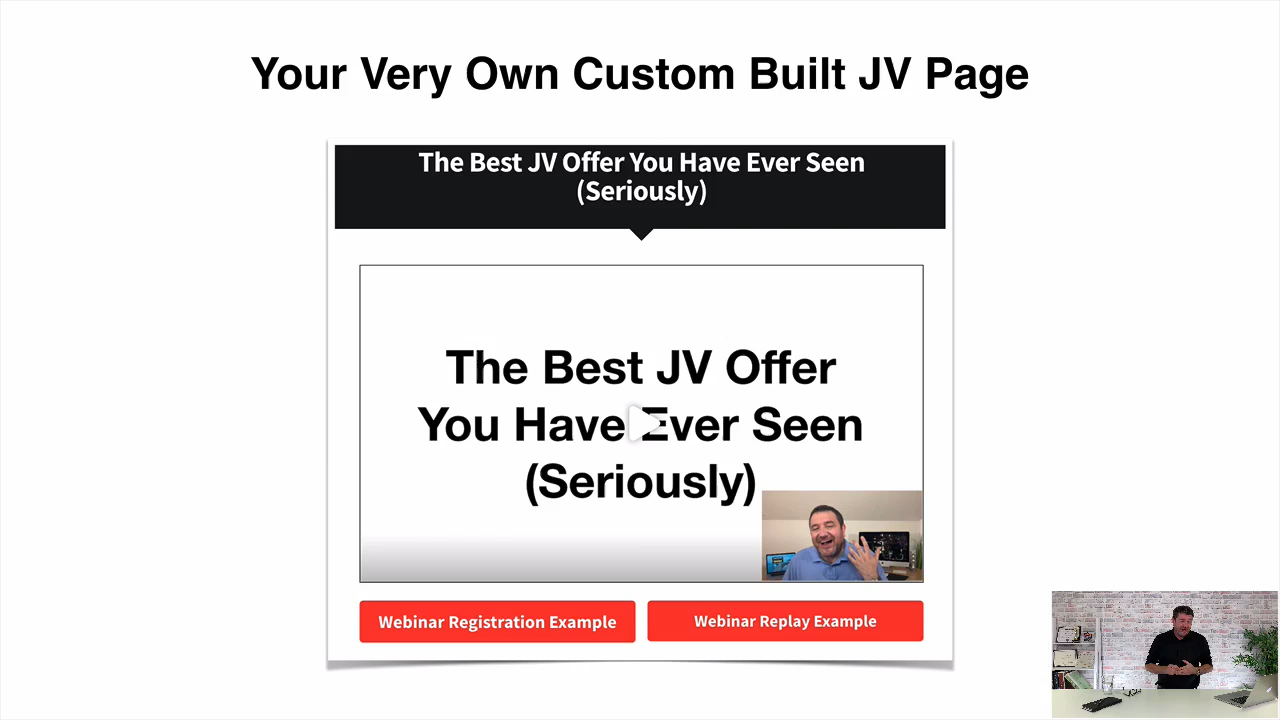 Your Very Own Custom Built JV Page
The Best JV Offer You Have Ever Seen
(Seriously)
The Best JV Offer
You Have Ever Seen
(Seriously)
Webinar Registration Example
Webinar Replay Example